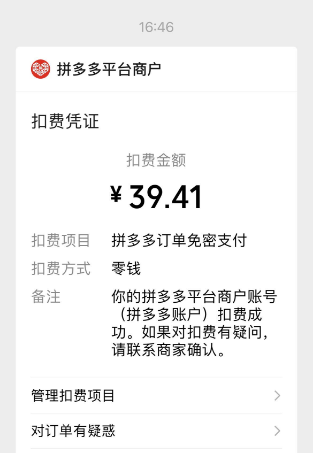 16:46
拼多多平台商户
扣费凭证
扣费金额
¥ 39.41
扣费项目 拼多多订单免密支付
扣费方式 零钱
备注 你的拼多多平台商户账号
（拼多多账户）扣费成
功。如果对扣费有疑问，
请联系商家确认。
管理扣费项目
对订单有疑惑